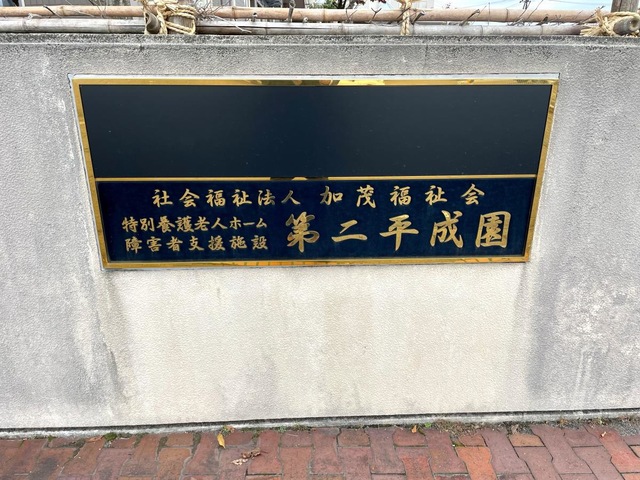 社会福祉法人 加茂福祉会
特別養護老人ホーム
障害者支援施設
第二平成園